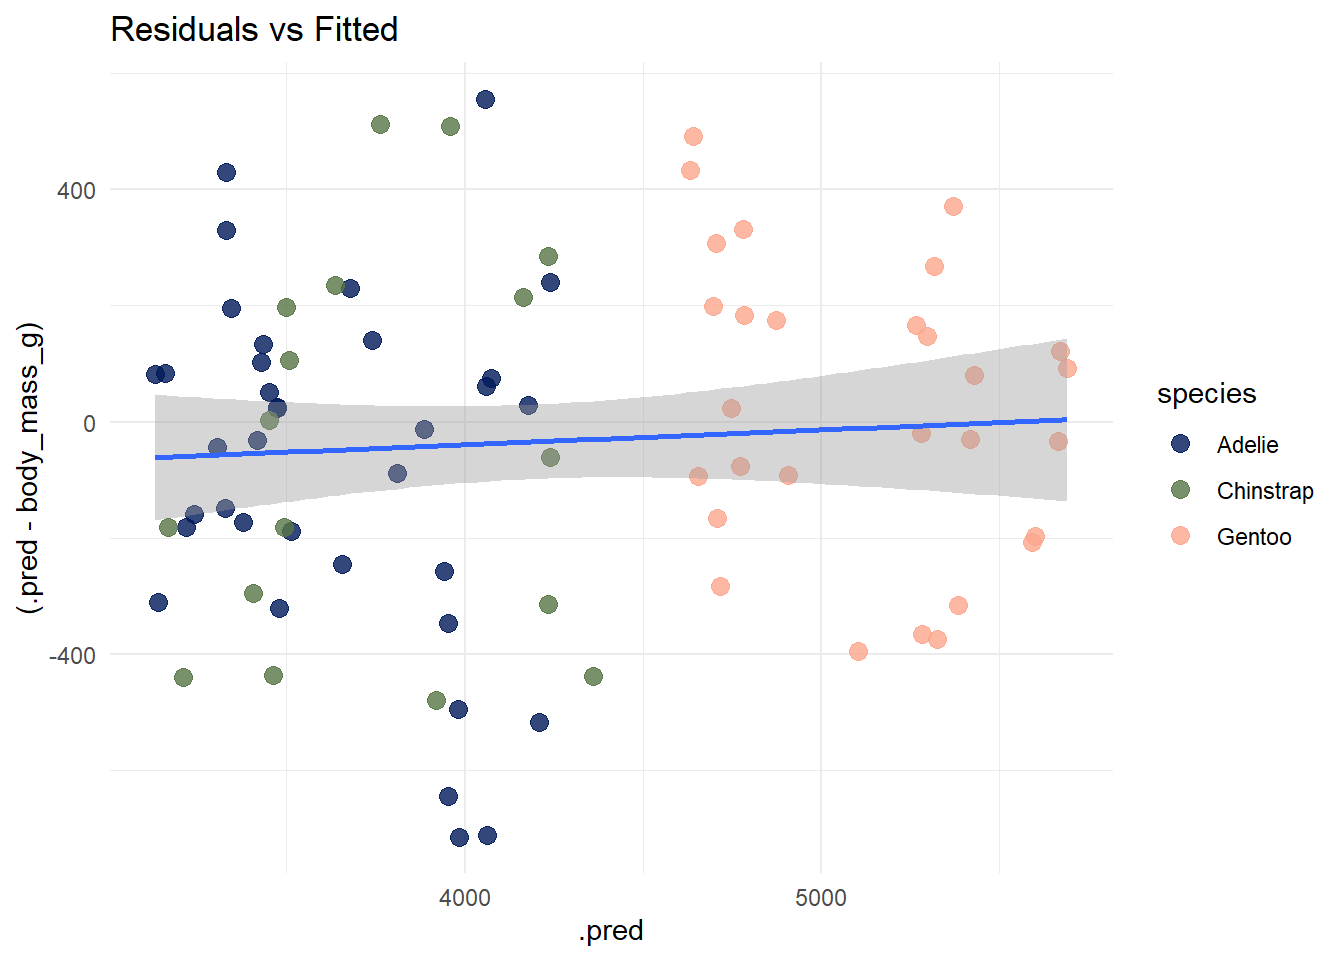 Residuals vs Fitted
(.pred - body_mass_g)
400
0
-400
4000
5000
.pred
species
Adelie
Chinstrap
Gentoo